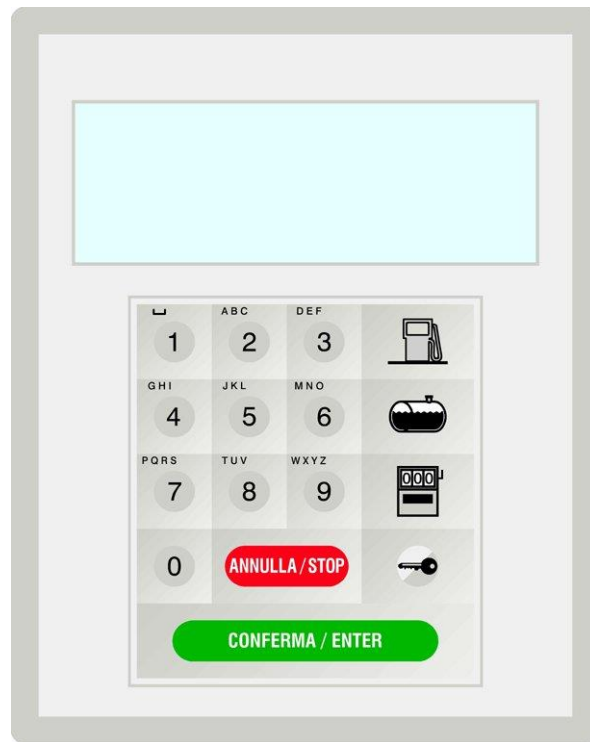 ABC DEF
1 2 3
GHI JKL MNO
4 5 6
PQRS TUV WXYZ
7 8 9 000
0 ANNULLA / STOP
CONFERMA / ENTER